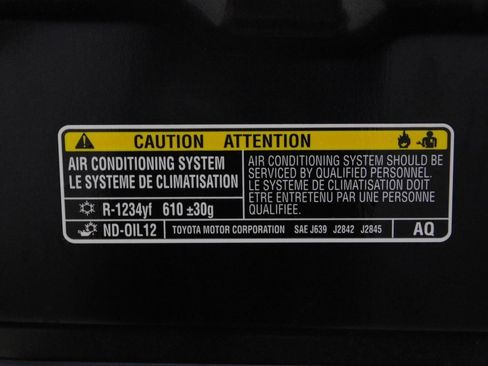 CAUTION ATTENTION
AIR CONDITIONING SYSTEM
LE SYSTEME DE CLIMATISATION
R-1234yf 610 ±30g
ND-OIL12
AIR CONDITIONING SYSTEM SHOULD BE
SERVICED BY QUALIFIED PERSONNEL.
LE SYSTEME DE CLIMATISATION DOIT
ETRE ENTRETENU PAR UNE PERSONNE
QUALIFIEE.
TOYOTA MOTOR CORPORATION SAE J639 J2842 J2845
AQ